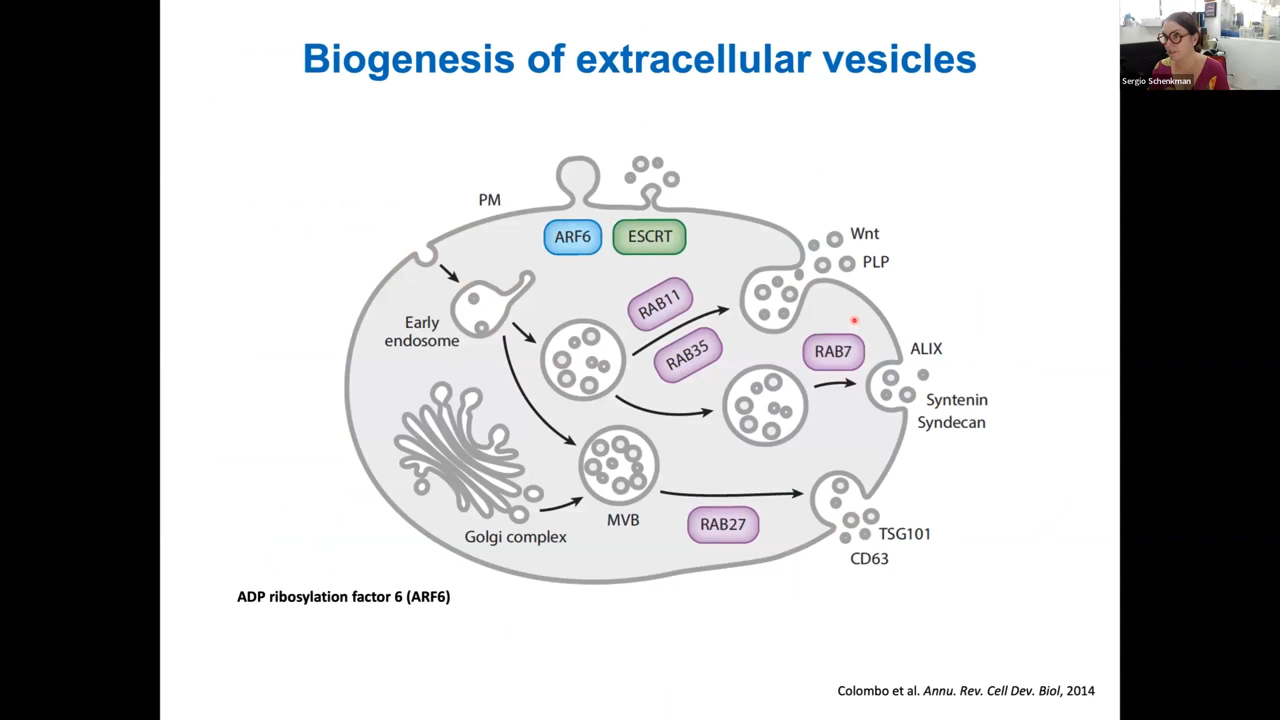 Biogenesis of extracellular vesicles
Sergio Schenkman
PM
ARF6
ESCRT
Wnt
PLP
RAB11
RAB35
Early
endosome
RAB7
ALIX
Syntenin
Syndecan
MVB
RAB27
Golgi complex
TSG101
CD63
ADP ribosylation factor 6 (ARF6)
Colombo et al. Annu. Rev. Cell Dev. Biol, 2014